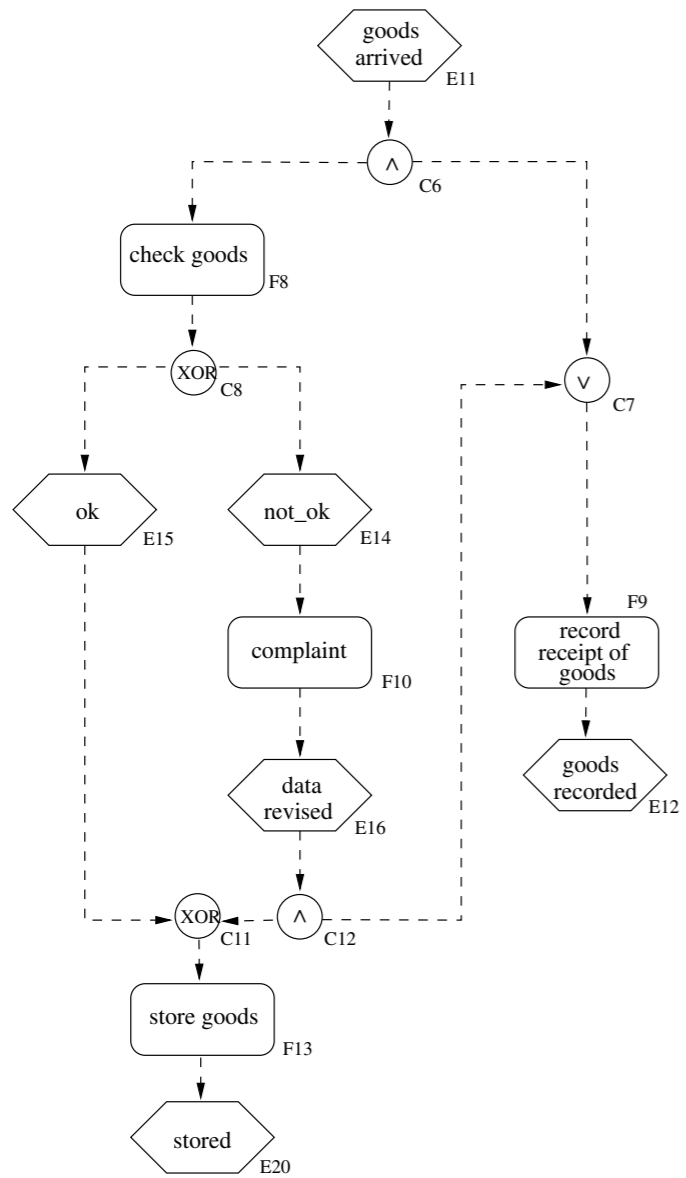 goods
arrived
E11
∧
C6
check goods
F8
XOR
C8
∨
C7
ok
E15
not_ok
E14
F9
complaint
F10
record
receipt of
goods
data
revised
E16
goods
recorded
E12
XOR
C11
∧
C12
store goods
F13
stored
E20